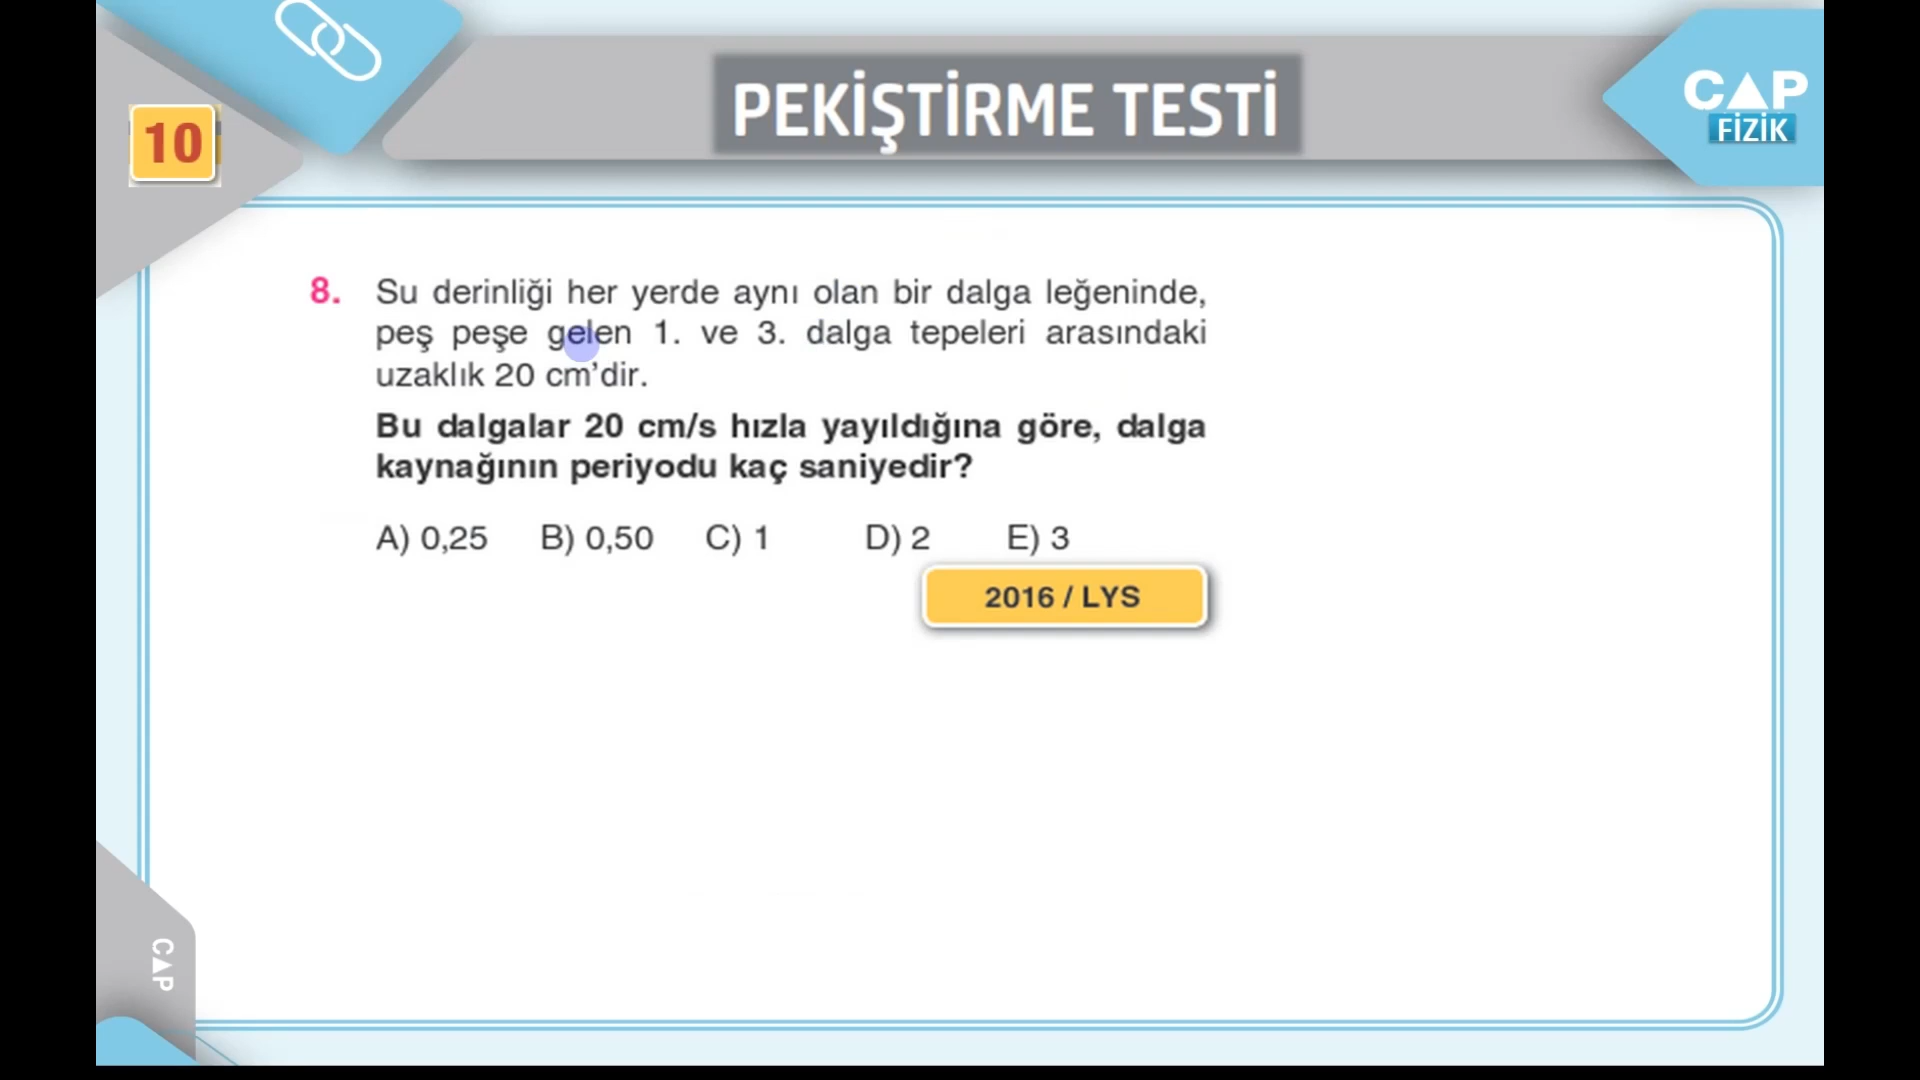 PEKİŞTİRME TESTİ
CAP
FİZİK
10
8. Su derinliği her yerde aynı olan bir dalga leğeninde,
peş peşe gelen 1. ve 3. dalga tepeleri arasındaki
uzaklık 20 cm’dir.
Bu dalgalar 20 cm/s hızla yayıldığına göre, dalga
kaynağının periyodu kaç saniyedir?
A) 0,25 B) 0,50 C) 1 D) 2 E) 3
2016 / LYS
CAP